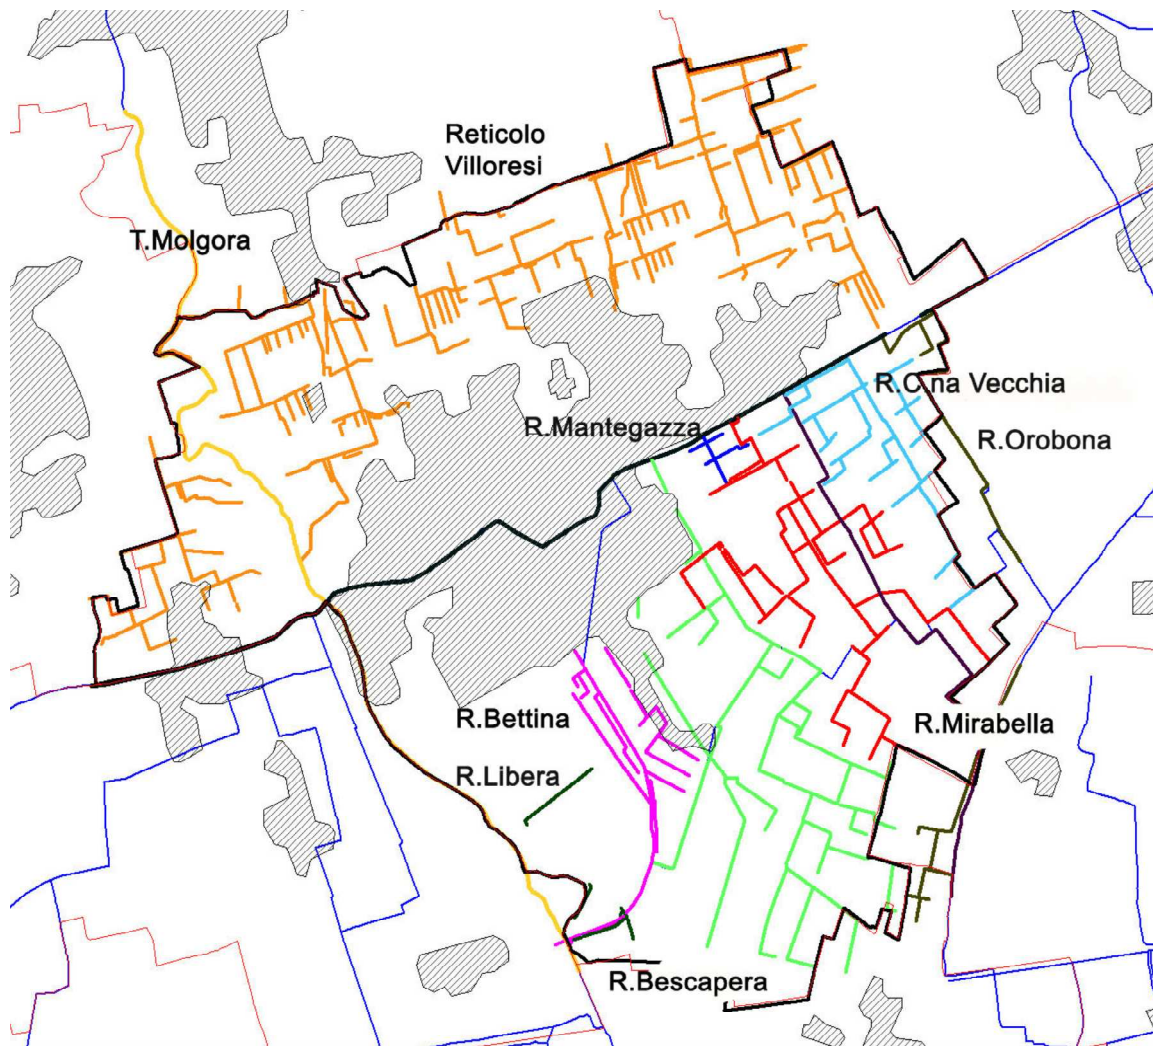 Reticolo
Villoresi
T.Molgora
R.C.na Vecchia
R.Mantegazza
R.Orobona
R.Bettina
R.Mirabella
R.Libera
R.Bescapera